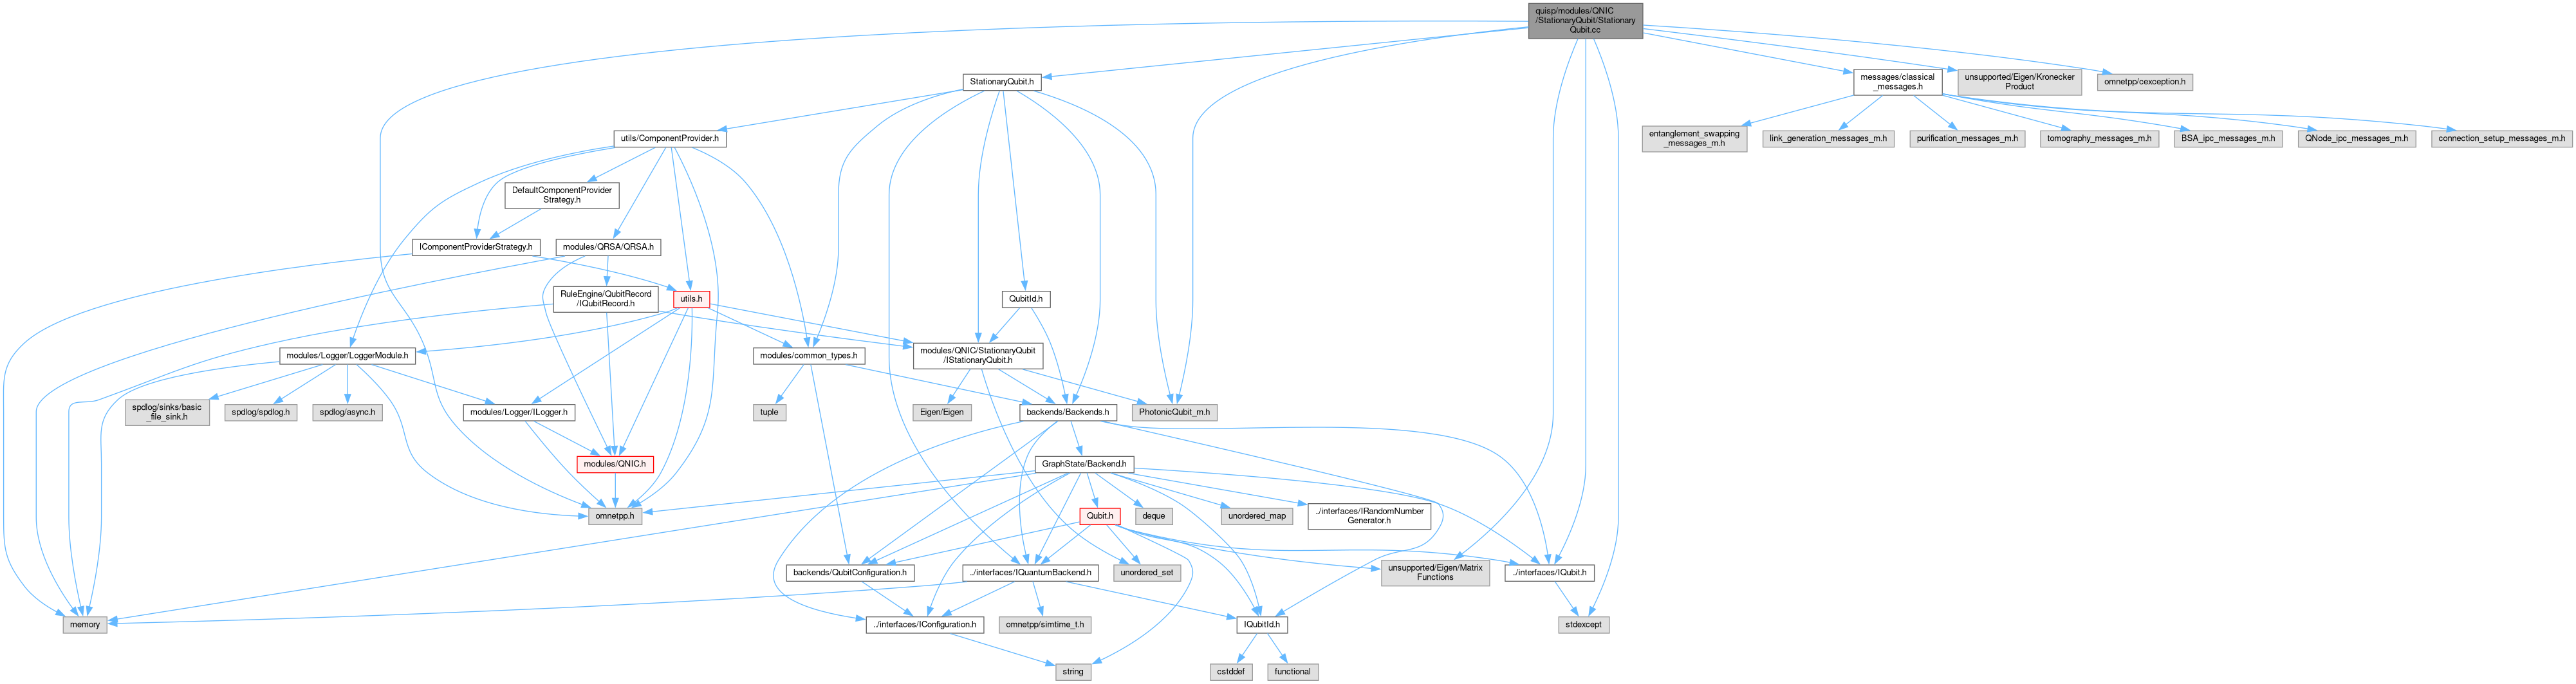 quisp/modules/QNIC
/StationaryQubit/Stationary
Qubit.cc
StationaryQubit.h
messages/classical
_messages.h
unsupported/Eigen/Kronecker
Product
omnetpp/cexception.h
utils/ComponentProvider.h
entanglement_swapping
_messages_m.h
link_generation_messages_m.h
purification_messages_m.h
tomography_messages_m.h
BSA_ipc_messages_m.h
QNode_ipc_messages_m.h
connection_setup_messages_m.h
DefaultComponentProvider
Strategy.h
IComponentProviderStrategy.h
modules/QRSA/QRSA.h
RuleEngine/QubitRecord
/IQubitRecord.h
utils.h
QubitId.h
modules/Logger/LoggerModule.h
modules/common_types.h
modules/QNIC/StationaryQubit
/IStationaryQubit.h
spdlog/sinks/basic
_file_sink.h
spdlog/spdlog.h
spdlog/async.h
modules/Logger/ILogger.h
tuple
Eigen/Eigen
backends/Backends.h
PhotonicQubit_m.h
modules/QNIC.h
GraphState/Backend.h
omnetpp.h
Qubit.h
deque
unordered_map
../interfaces/IRandomNumber
Generator.h
backends/QubitConfiguration.h
../interfaces/IQuantumBackend.h
unordered_set
unsupported/Eigen/Matrix
Functions
../interfaces/IQubit.h
memory
../interfaces/IConfiguration.h
omnetpp/simtime_t.h
IQubitId.h
stdexcept
string
cstddef
functional